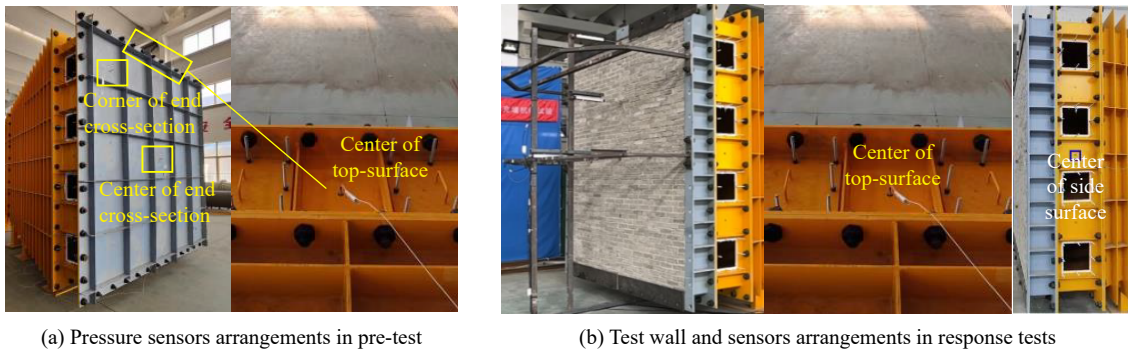 Corner of end
cross-section
Center of end
cross-section
Center of
top-surface
Center of
top-surface
Center
of side
surface
(a) Pressure sensors arrangements in pre-test
(b) Test wall and sensors arrangements in response tests